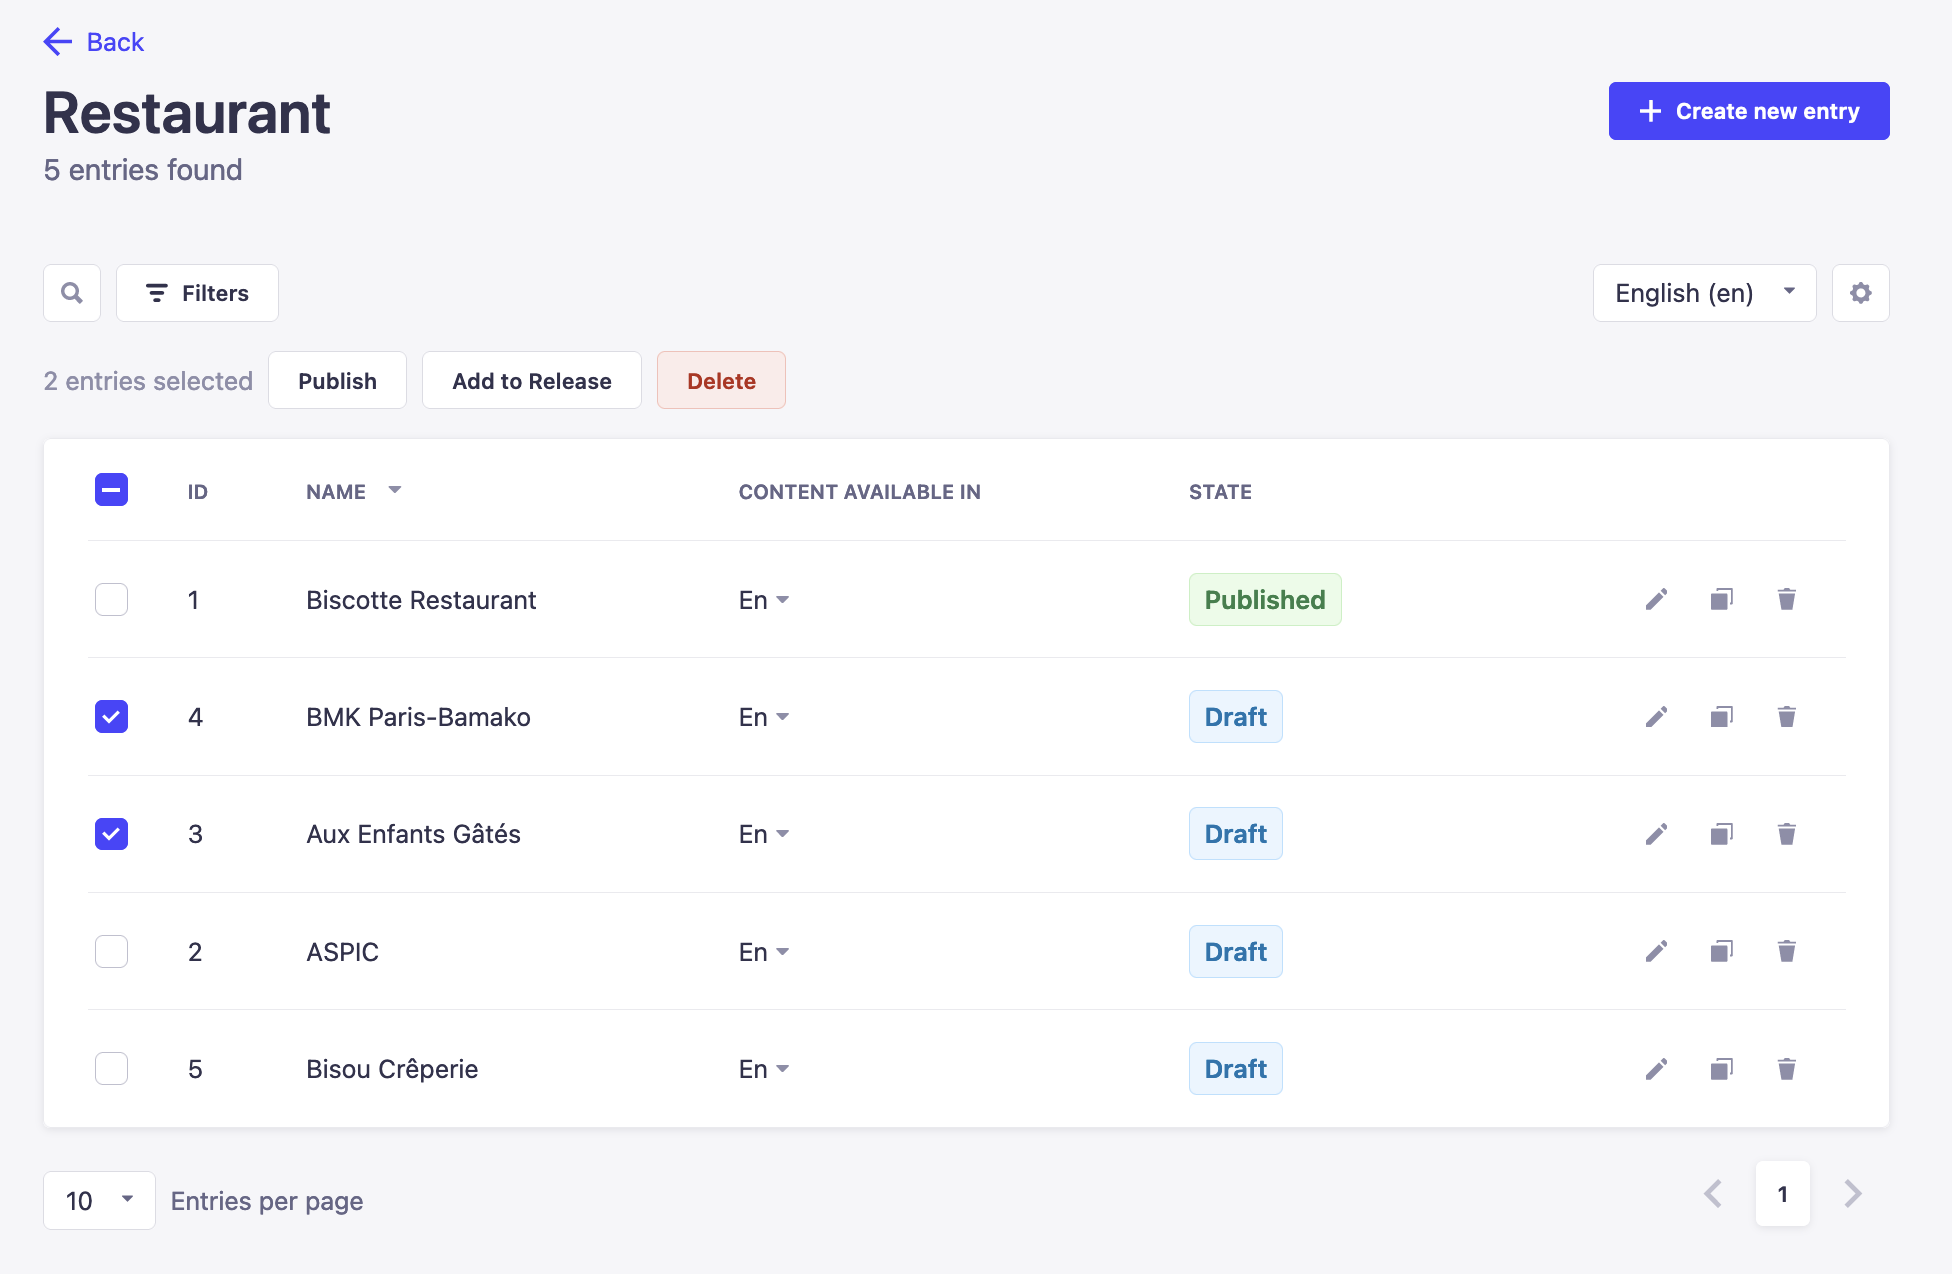 Back
Restaurant
Create new entry
5 entries found
Filters
English (en)
2 entries selected Publish Add to Release Delete
ID NAME CONTENT AVAILABLE IN STATE
1 Biscotte Restaurant En Published
4 BMK Paris-Bamako En Draft
3 Aux Enfants Gâtés En Draft
2 ASPIC En Draft
5 Bisou Crêperie En Draft
10 Entries per page 1